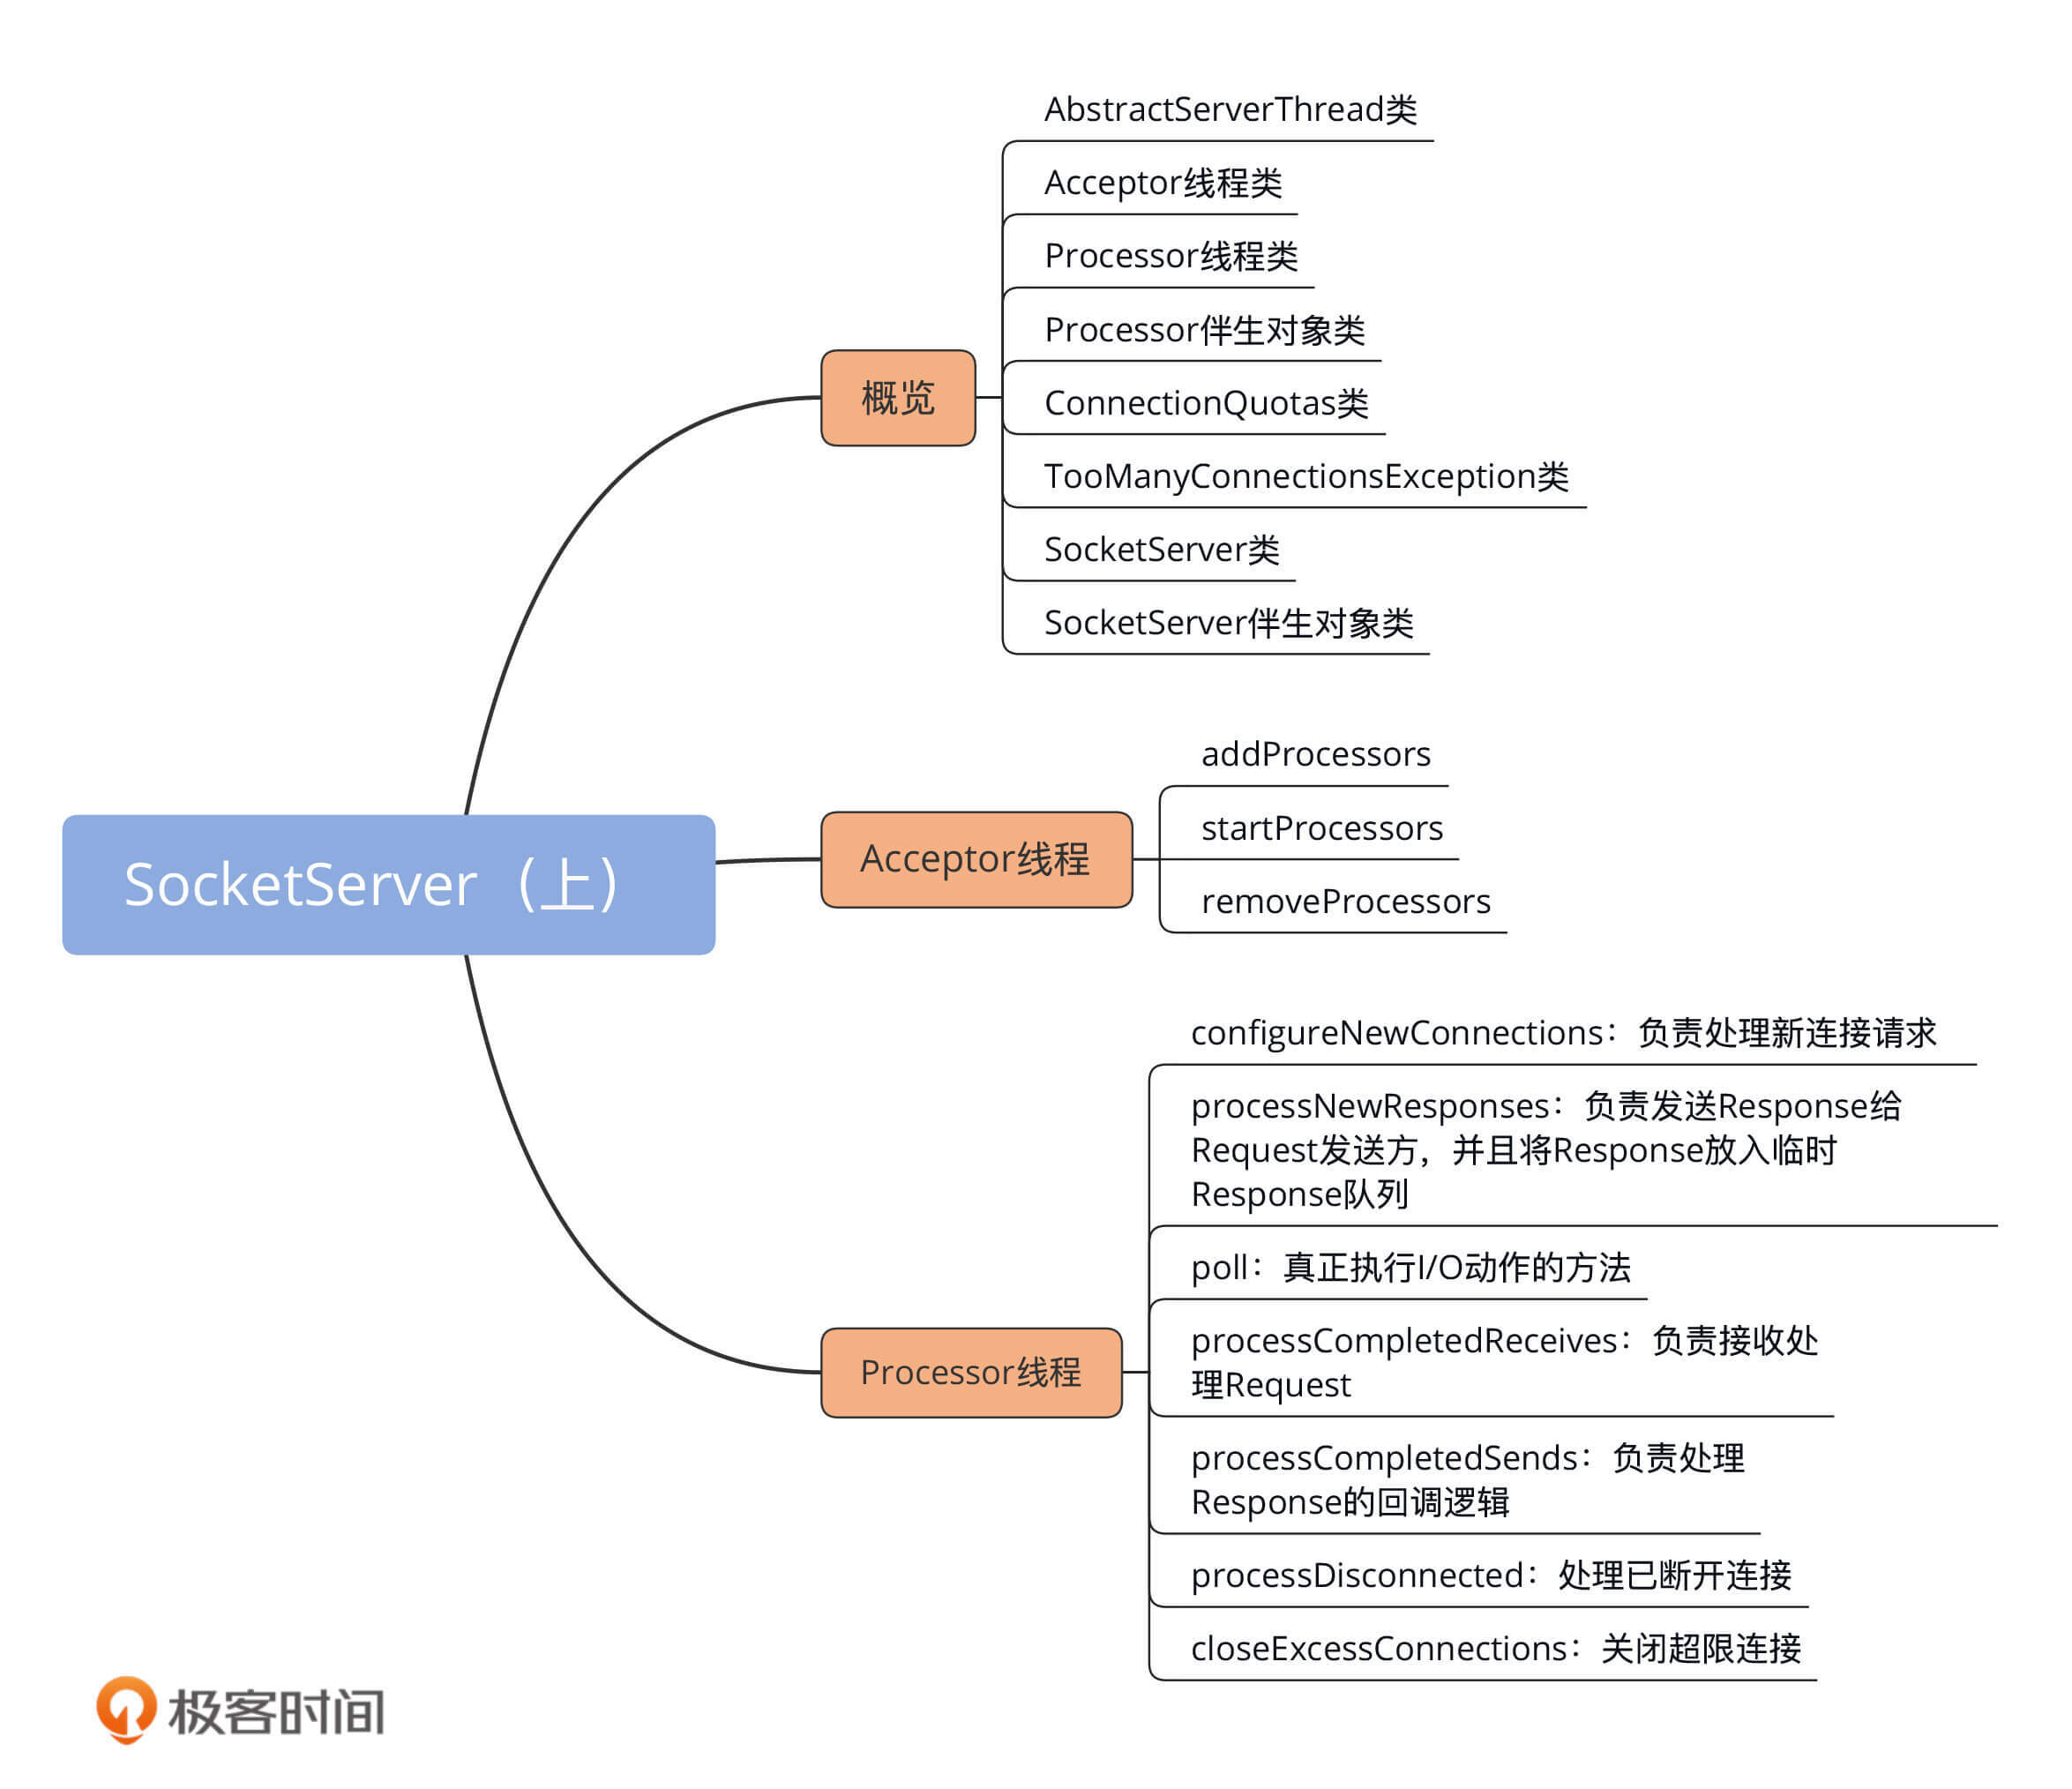 SocketServer（上）
概览
AbstractServerThread类
Acceptor线程类
Processor线程类
Processor伴生对象类
ConnectionQuotas类
TooManyConnectionsException类
SocketServer类
SocketServer伴生对象类
Acceptor线程
addProcessors
startProcessors
removeProcessors
Processor线程
configureNewConnections：负责处理新连接请求
processNewResponses：负责发送Response给
Request发送方，并且将Response放入临时
Response队列
poll：真正执行I/O动作的方法
processCompletedReceives：负责接收处
理Request
processCompletedSends：负责处理
Response的回调逻辑
processDisconnected：处理已断开连接
closeExcessConnections：关闭超限连接
极客时间